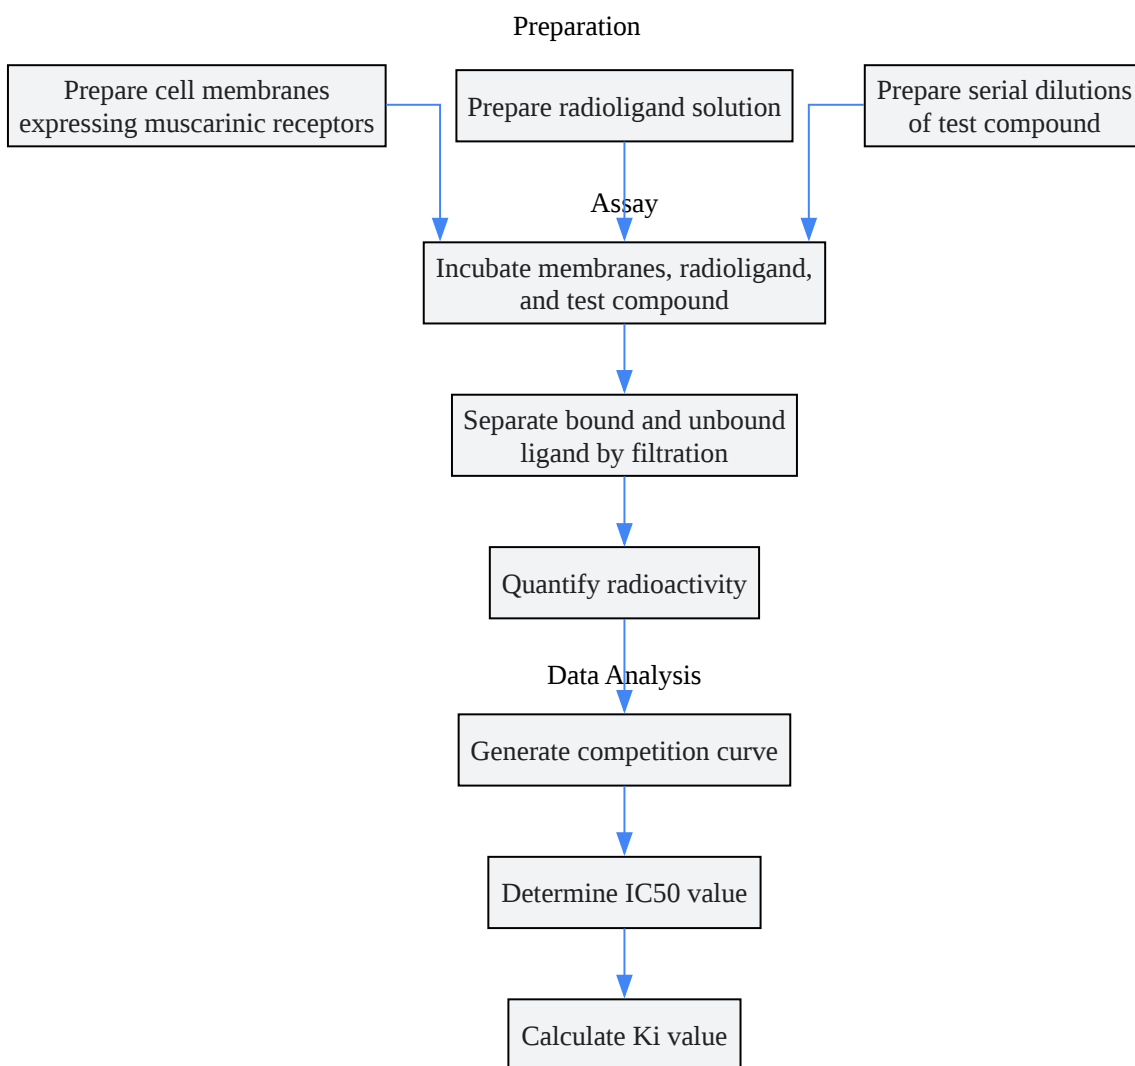 Preparation
Prepare cell membranes
expressing muscarinic receptors
Prepare radioligand solution
Prepare serial dilutions
of test compound
Assay
Incubate membranes, radioligand,
and test compound
Separate bound and unbound
ligand by filtration
Quantify radioactivity
Data Analysis
Generate competition curve
Determine IC50 value
Calculate Ki value